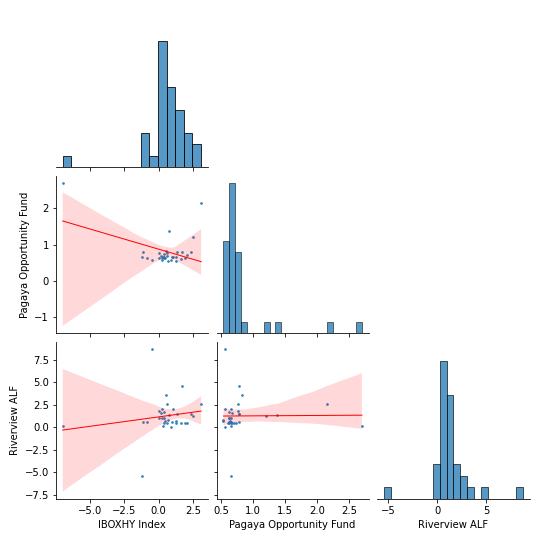 Pagaya Opportunity Fund
2
1
0
−1
Riverview ALF
7.5
5.0
2.5
0.0
−2.5
−5.0
−7.5
−5.0 −2.5 0.0 2.5
0.5 1.0 1.5 2.0 2.5
−5 0 5
IBOXHY Index
Pagaya Opportunity Fund
Riverview ALF